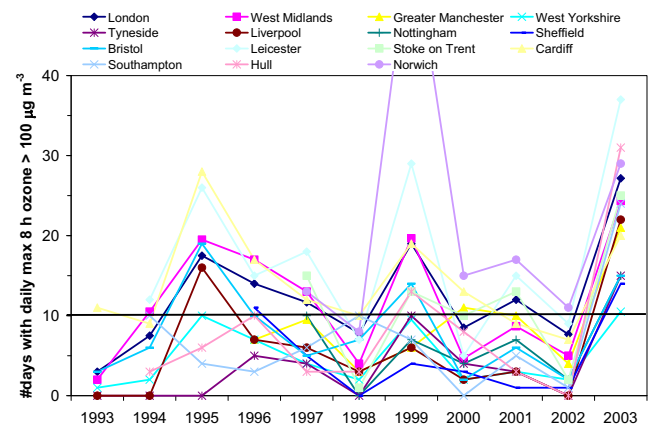 London West Midlands Greater Manchester West Yorkshire
Tyneside Liverpool Nottingham Sheffield
Bristol Leicester Stoke on Trent Cardiff
Southampton Hull Norwich
#days with daily max 8 h ozone > 100 µg m⁻³
40
30
20
10
0
1993 1994 1995 1996 1997 1998 1999 2000 2001 2002 2003